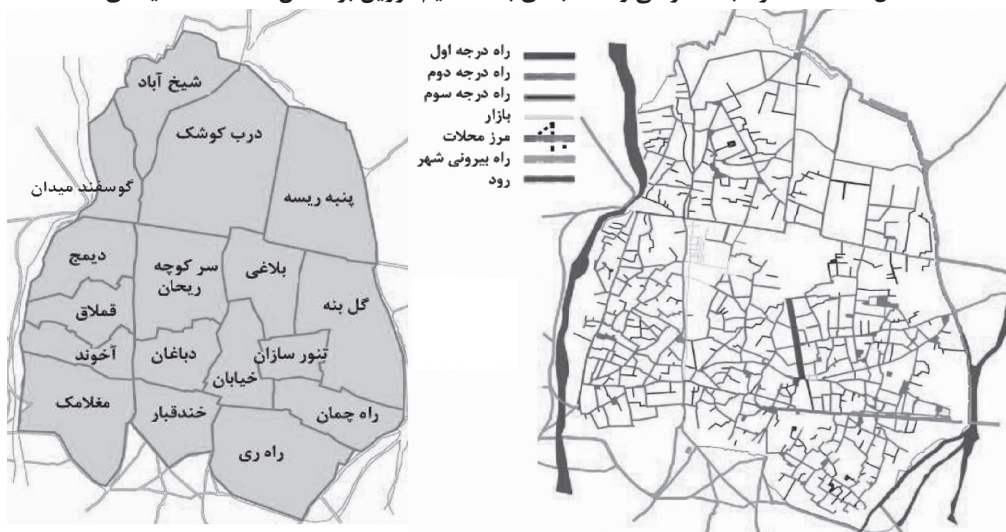 شیخ آباد
درب کوشک
پنبه ریسه
گوسفند میدان
دیمج
سر کوچه
ریحان
بلاغی
گل بنه
قملاق
آخوند
دباغان
خیابان
تنور سازان
مغلامک
خندقبار
راه چمان
راه ری
راه درجه اول
راه درجه دوم
راه درجه سوم
بازار
مرز محلات
راه بیرونی شهر
رود